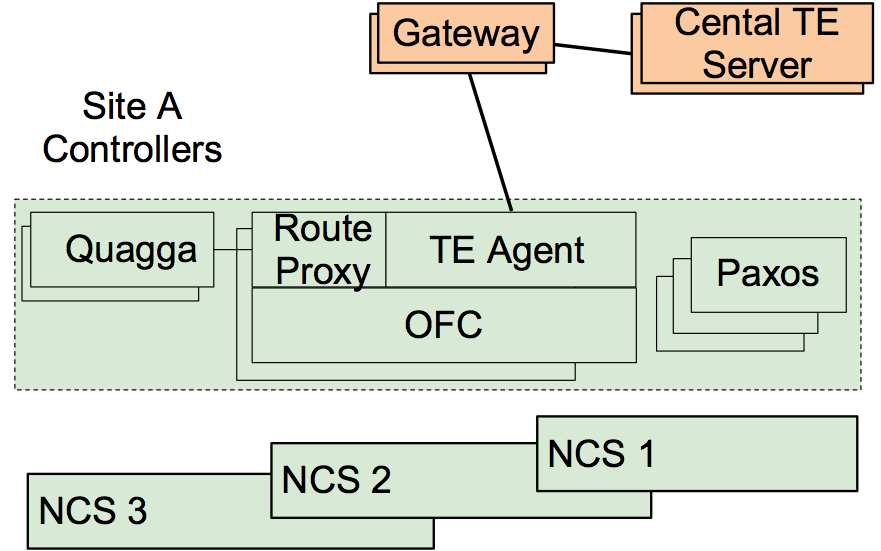 Gateway
Cental TE
Server
Site A
Controllers
Quagga
Route
Proxy
TE Agent
OFC
Paxos
NCS 1
NCS 2
NCS 3